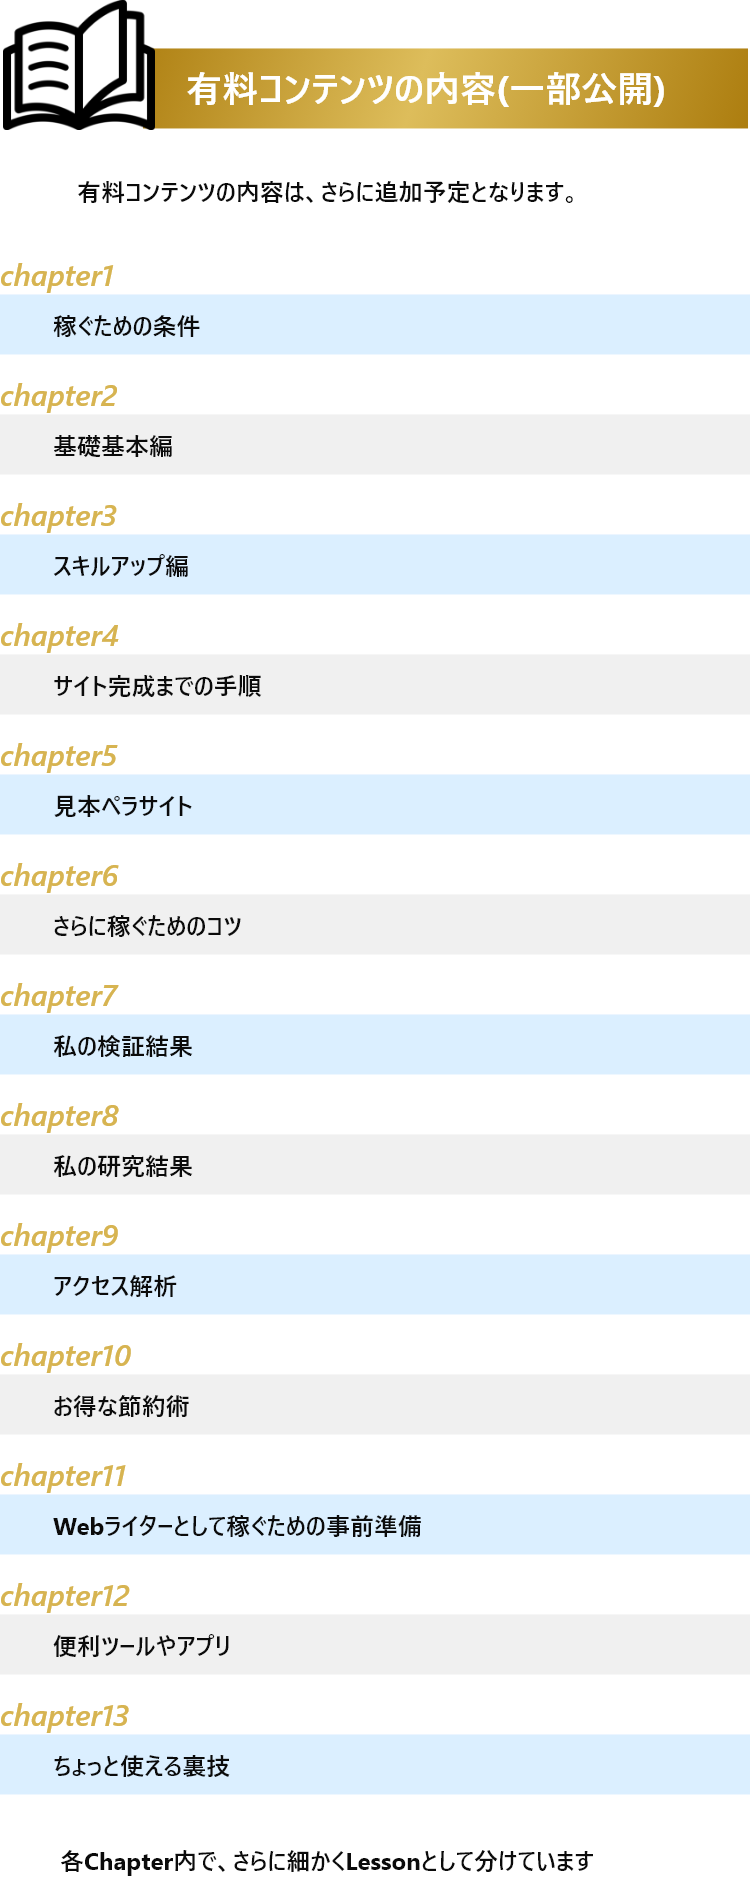 有料コンテンツの内容(一部公開)
有料コンテンツの内容は、さらに追加予定となります。
chapter1
稼ぐための条件
chapter2
基礎基本編
chapter3
スキルアップ編
chapter4
サイト完成までの手順
chapter5
見本ペラサイト
chapter6
さらに稼ぐためのコツ
chapter7
私の検証結果
chapter8
私の研究結果
chapter9
アクセス解析
chapter10
お得な節約術
chapter11
Webライターとして稼ぐための事前準備
chapter12
便利ツールやアプリ
chapter13
ちょっと使える裏技
各Chapter内で、さらに細かくLessonとして分けています